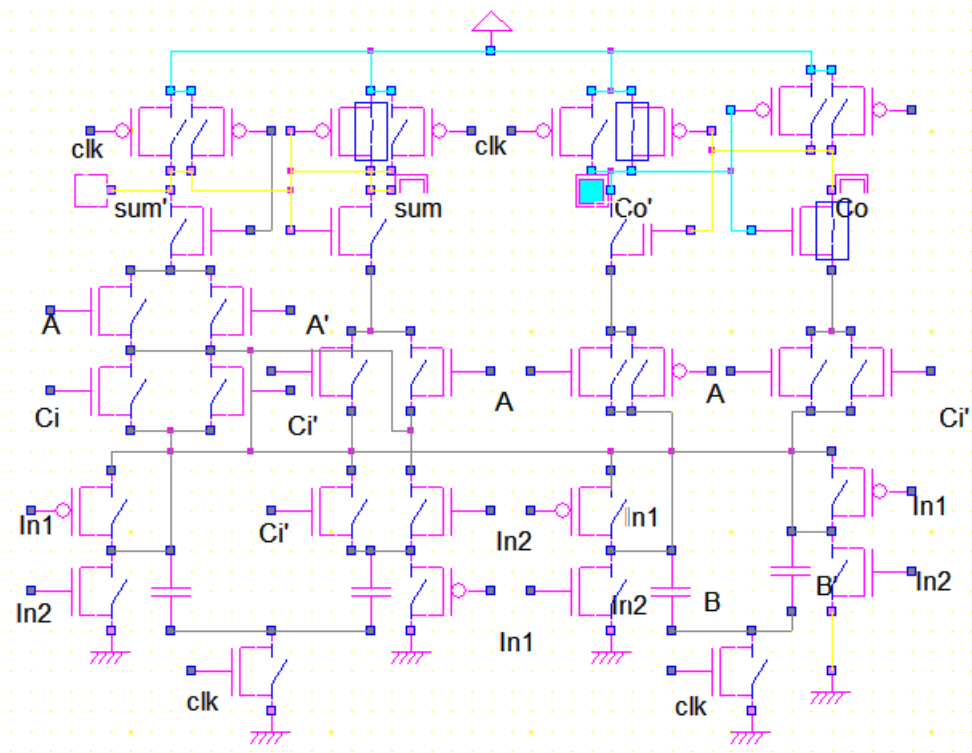 clk
clk
sum'
sum
Co'
Co
A
A'
A
A
Ci
Ci'
Ci'
In1
Ci'
In2
In1
In1
In2
In2
B
B'
In2
In1
clk
clk